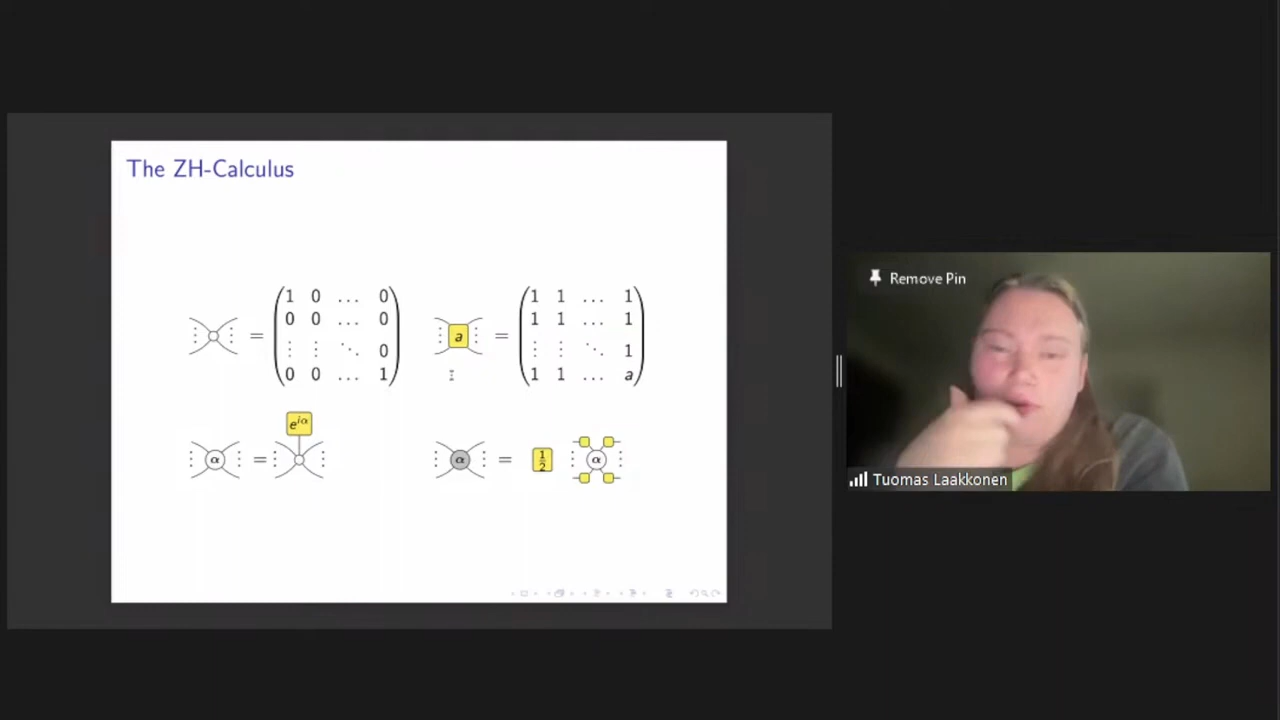 The ZH-Calculus
= ( 1 0 … 0
0 0 … 0
⋮ ⋮ ⋱ 0
0 0 … 1 )
a = ( 1 1 … 1
1 1 … 1
⋮ ⋮ ⋱ 1
1 1 … a )
α = e^{iα}
α = 1/2 α
Remove Pin
Tuomas Laakkonen